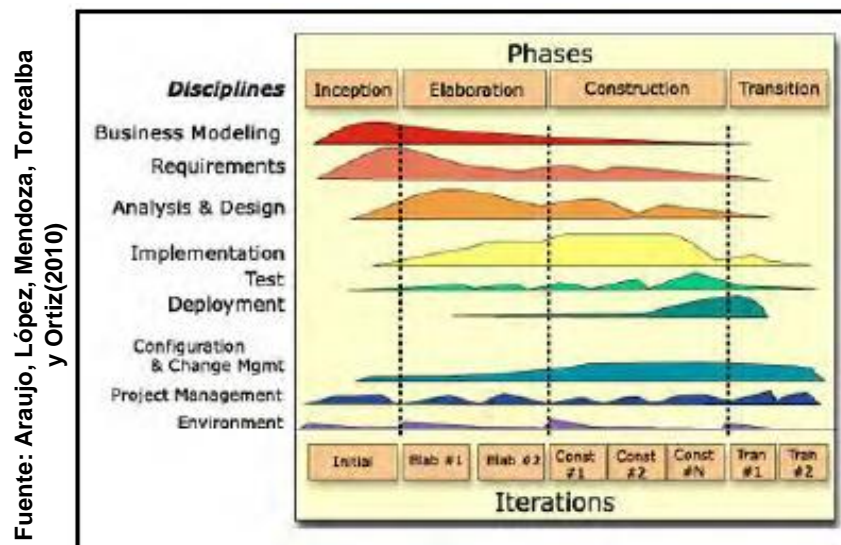 Fuente: Araujo, López, Mendoza, Torrealba
y Ortiz(2010)
Phases
Disciplines
Inception
Elaboration
Construction
Transition
Business Modeling
Requirements
Analysis & Design
Implementation
Test
Deployment
Configuration
& Change Mgmt
Project Management
Environment
Initial
Elab #1
Elab #2
Const
#1
Const
#2
Const
#N
Tran
#1
Tran
#2
Iterations